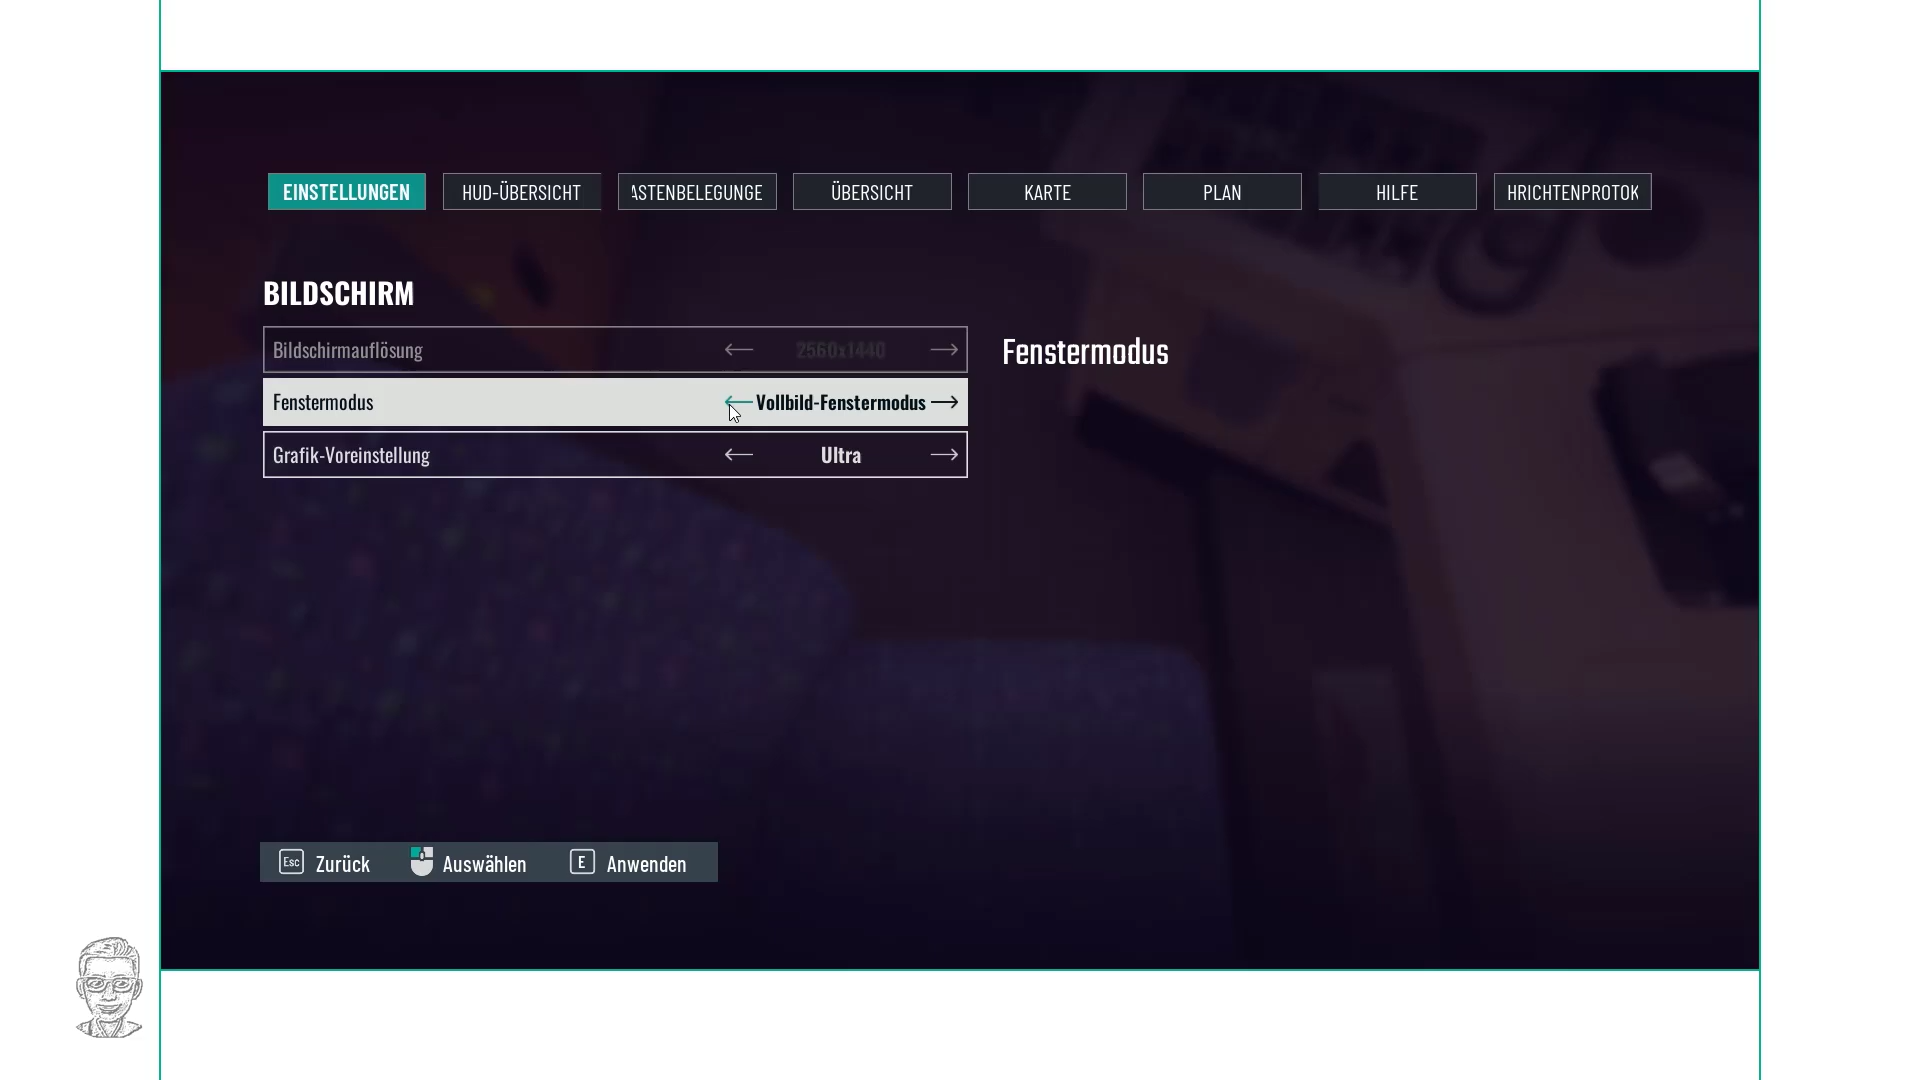 EINSTELLUNGEN HUD-ÜBERSICHT ASTENBELEGUNGE ÜBERSICHT KARTE PLAN HILFE HRICHTENPROTOK
BILDSCHIRM
Bildschirmauflösung 2560x1440
Fenstermodus
Fenstermodus Vollbild-Fenstermodus
Grafik-Voreinstellung Ultra
Esc Zurück Auswählen E Anwenden